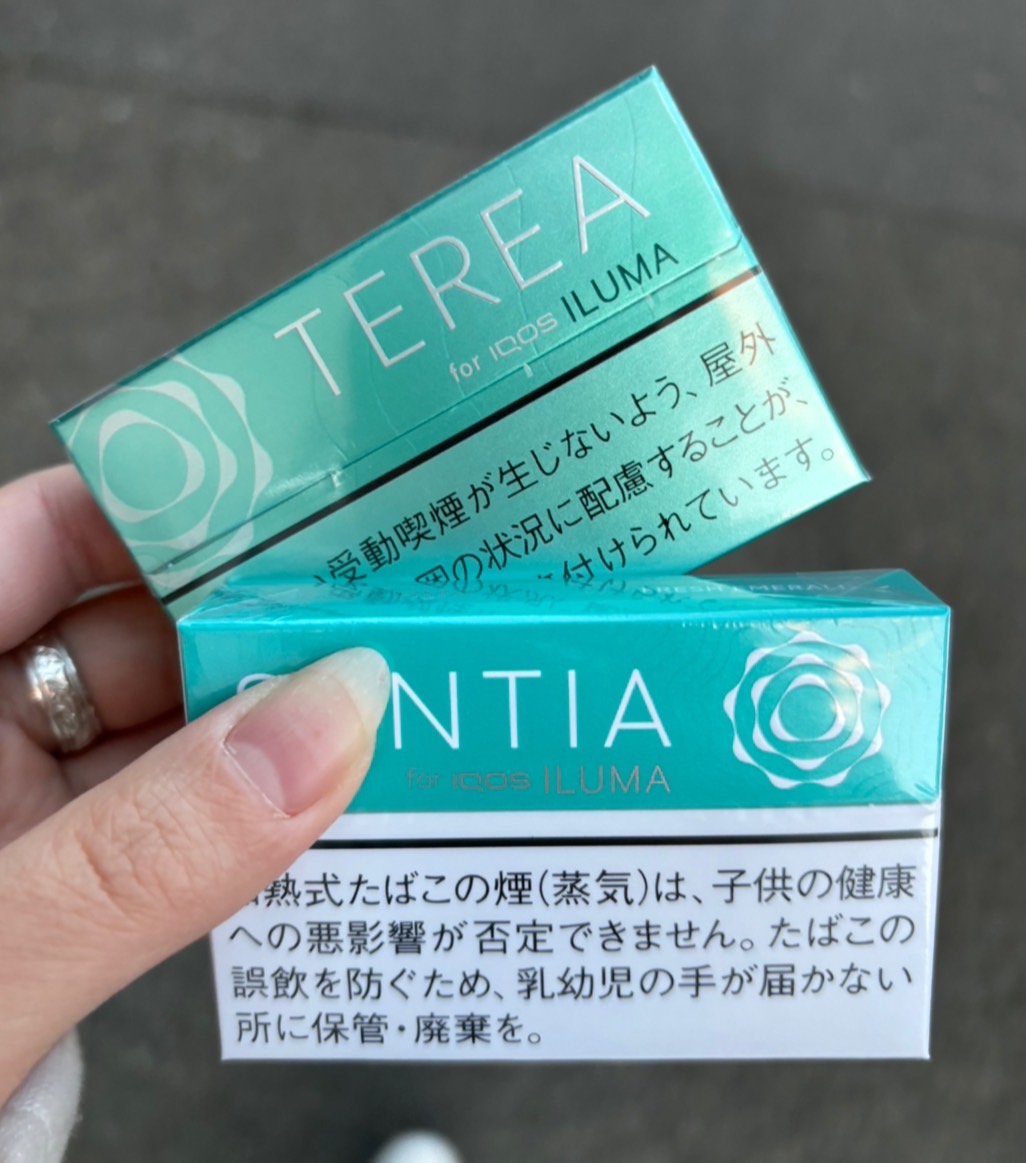 TEREA
for IQOS ILUMA
受動喫煙が生じないよう、屋外
の状況に配慮することが、
付けられています。
FRESH EMERALD
NTIA
for IQOS ILUMA
熱式たばこの煙(蒸気)は、子供の健康
への悪影響が否定できません。たばこの
誤飲を防ぐため、乳幼児の手が届かない
所に保管・廃棄を。